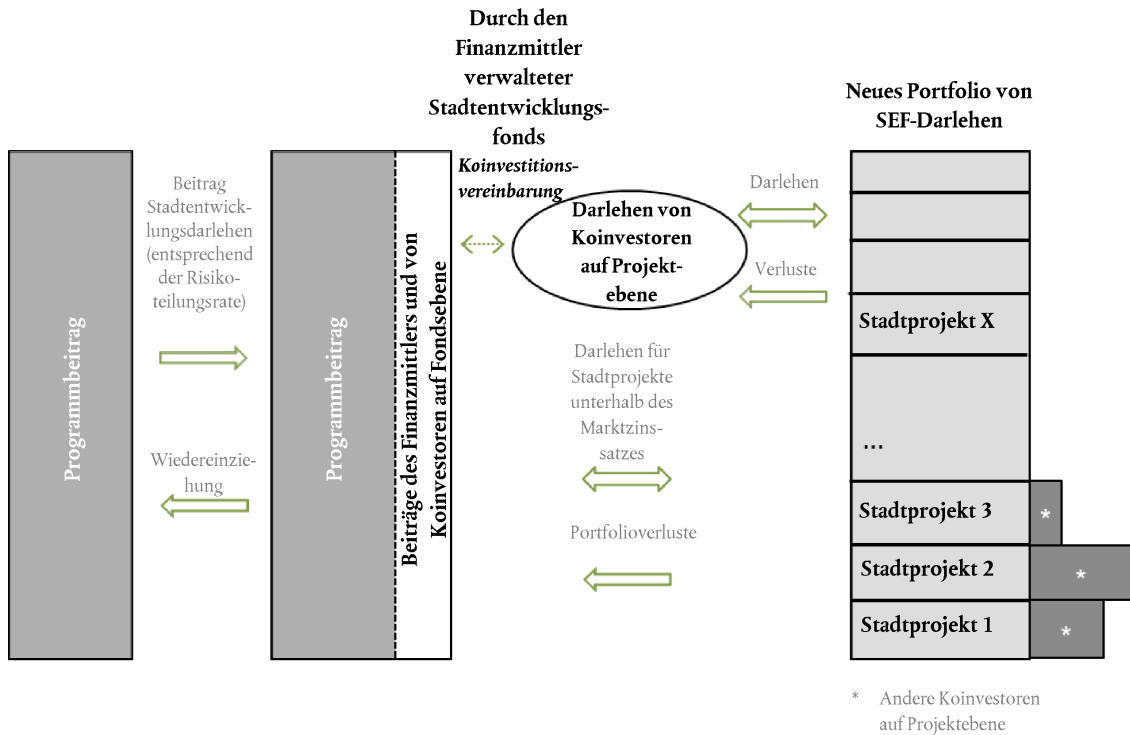 Durch den
Finanzmittler
verwalteter
Stadtentwicklungs-
fonds
Koinvestitions-
vereinbarung
Neues Portfolio von
SEF-Darlehen
Programmbeitrag
Beitrag
Stadtentwick-
lungsdarlehen
(entsprechend
der Risiko-
teilungsrate)
Wiedereinzie-
hung
Programmbeitrag
Beiträge des Finanzmittlers und von
Koinvestoren auf Fondsebene
Darlehen von
Koinvestoren
auf Projekt-
ebene
Darlehen
Verluste
Darlehen für
Stadtprojekte
unterhalb des
Marktzins-
satzes
Portfolioverluste
Stadtprojekt X
...
Stadtprojekt 3
*
Stadtprojekt 2
*
Stadtprojekt 1
*
* Andere Koinvestoren
auf Projektebene